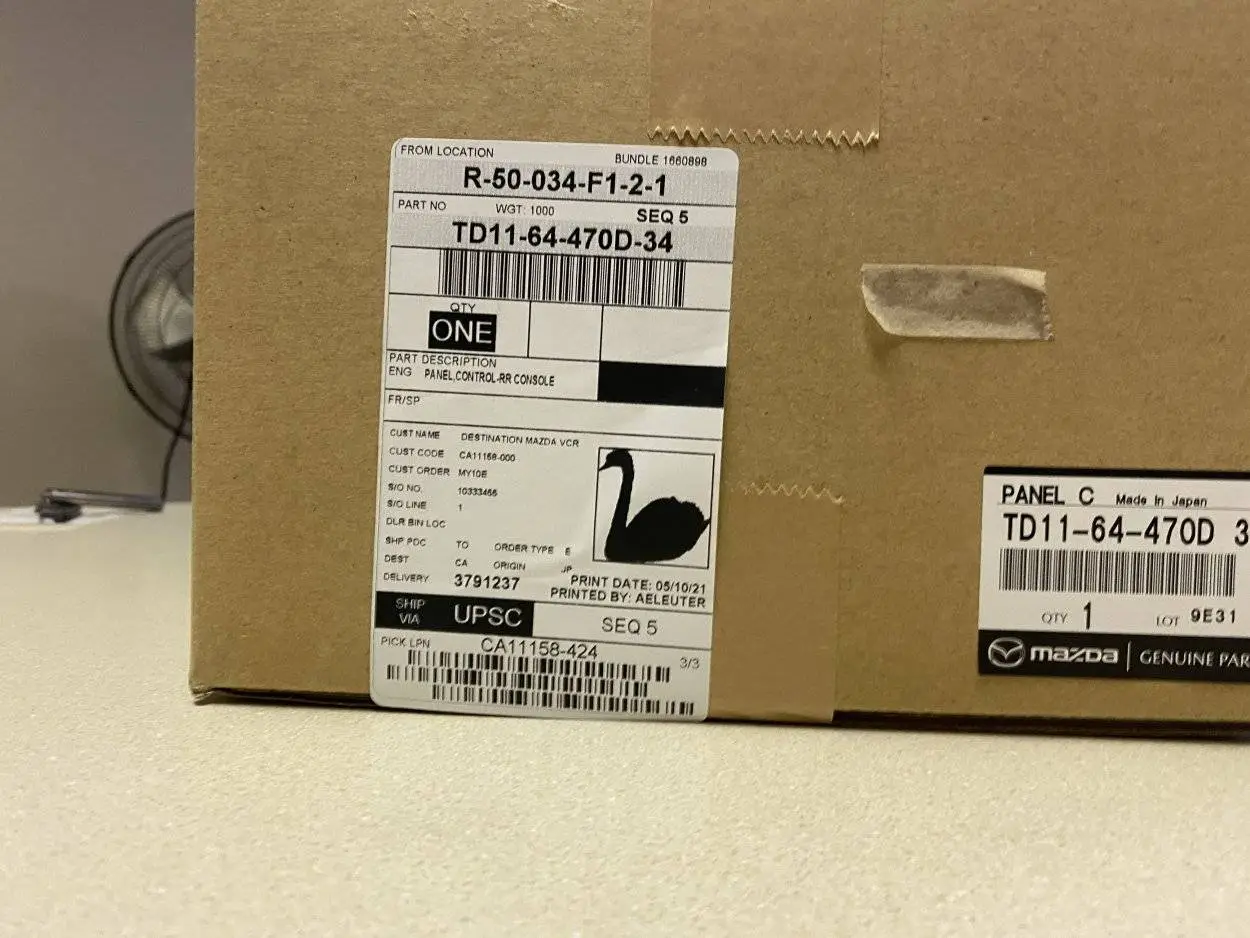 FROM LOCATION
BUNDLE 1660898
R-50-034-F1-2-1
PART NO
WGT: 1000
SEQ 5
TD11-64-470D-34
QTY
ONE
PART DESCRIPTION
ENG PANEL,CONTROL-RR CONSOLE
FR/SP
CUST NAME DESTINATION MAZDA VCR
CUST CODE CA11158-000
CUST ORDER MY10E
S/O NO. 10333466
S/O LINE 1
DLR BIN LOC
SHP PDC TO ORDER TYPE E
DEST CA ORIGIN JP
DELIVERY 3791237
PRINT DATE: 05/10/21
PRINTED BY: AELEUTER
SHIP VIA
UPSC
SEQ 5
PICK LPN
CA11158-424
3/3
PANEL C Made In Japan
TD11-64-470D 3
QTY 1 LOT 9E31
mazda GENUINE PAR